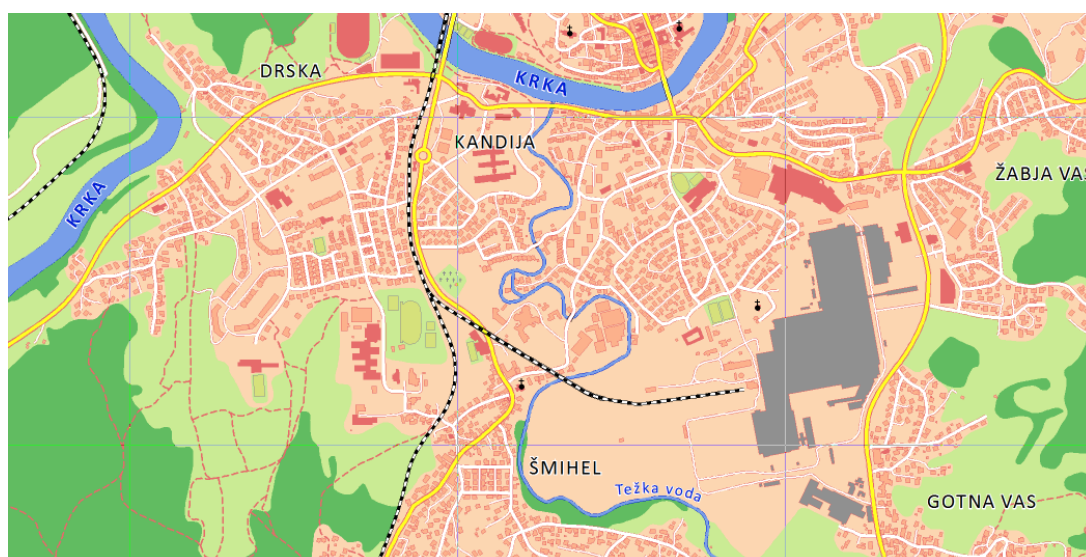 DRSKA
KRKA
KANDIJA
ŽABJA VAS
KRKA
ŠMIHEL
Težka voda
GOTNA VAS